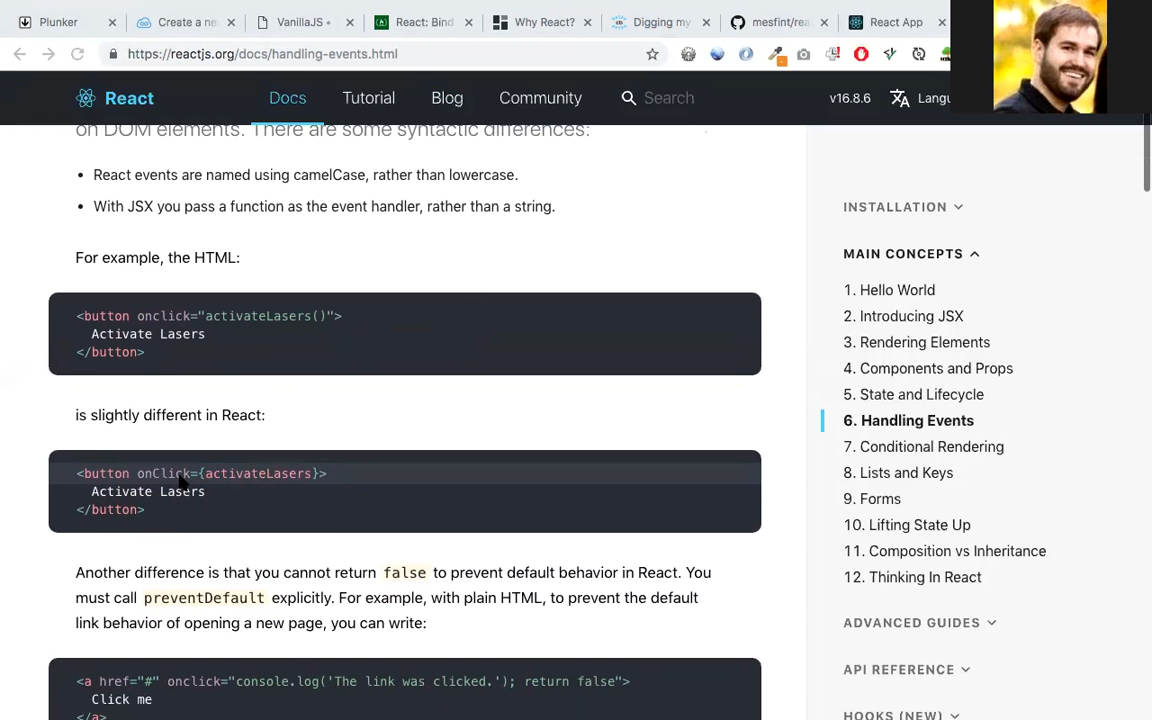 Plunker
Create a ne
VanillaJS
React: Bind
Why React?
Digging my
mesfint/rea
React App
https://reactjs.org/docs/handling-events.html
React
Docs
Tutorial
Blog
Community
Search
v16.8.6
Langu
on DOM elements. There are some syntactic differences:
• React events are named using camelCase, rather than lowercase.
• With JSX you pass a function as the event handler, rather than a string.
For example, the HTML:
<button onclick="activateLasers()">
Activate Lasers
</button>
is slightly different in React:
<button onClick={activateLasers}>
Activate Lasers
</button>
Another difference is that you cannot return false to prevent default behavior in React. You
must call preventDefault explicitly. For example, with plain HTML, to prevent the default
link behavior of opening a new page, you can write:
<a href="#" onclick="console.log('The link was clicked.'); return false">
Click me
</a>
INSTALLATION
MAIN CONCEPTS
1. Hello World
2. Introducing JSX
3. Rendering Elements
4. Components and Props
5. State and Lifecycle
6. Handling Events
7. Conditional Rendering
8. Lists and Keys
9. Forms
10. Lifting State Up
11. Composition vs Inheritance
12. Thinking In React
ADVANCED GUIDES
API REFERENCE
HOOKS (NEW)